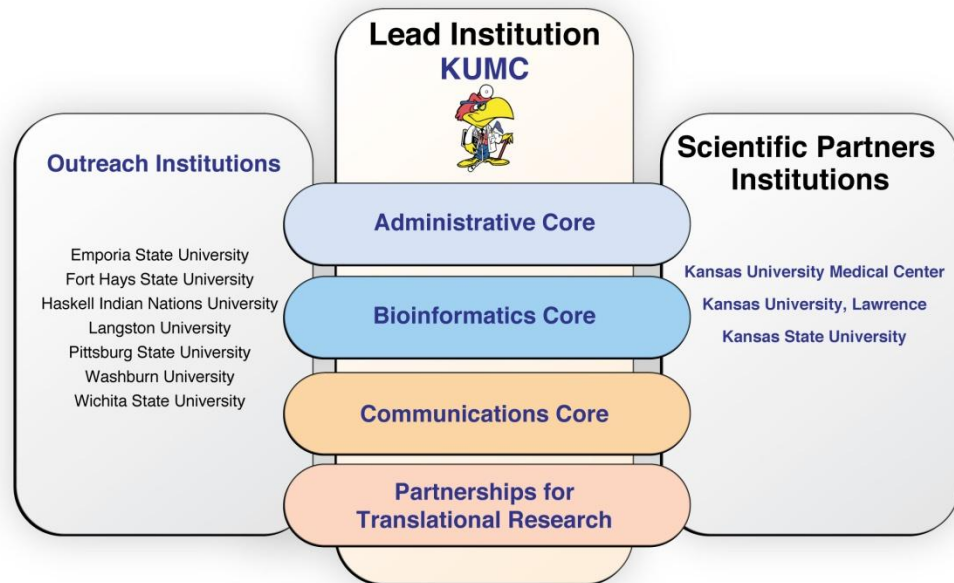 Lead Institution
KUMC
Outreach Institutions
Emporia State University
Fort Hays State University
Haskell Indian Nations University
Langston University
Pittsburg State University
Washburn University
Wichita State University
Administrative Core
Bioinformatics Core
Communications Core
Partnerships for
Translational Research
Scientific Partners
Institutions
Kansas University Medical Center
Kansas University, Lawrence
Kansas State University